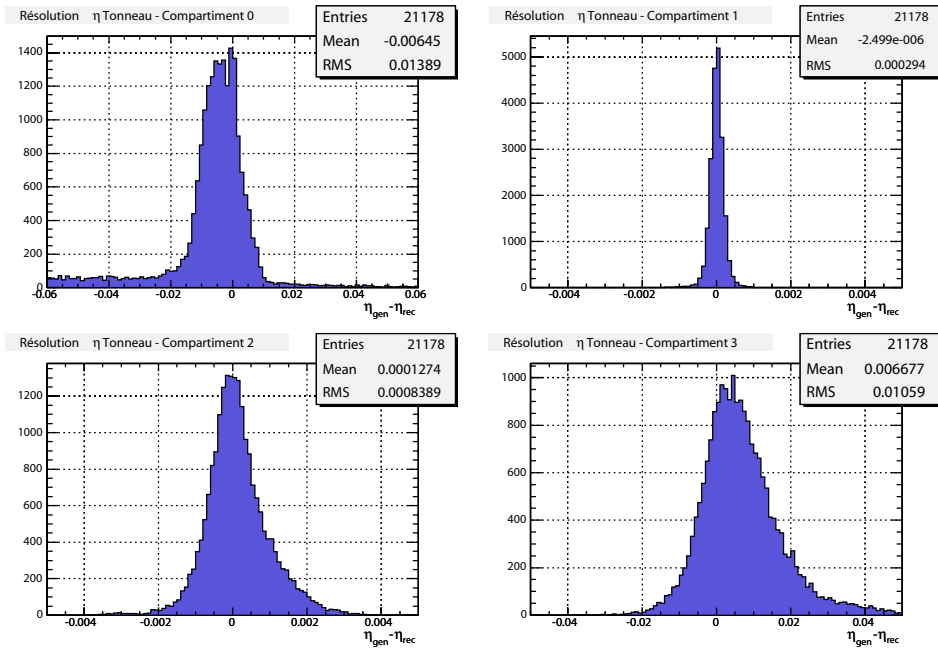 Résolution η Tonneau - Compartiment 0
Entries 21178
Mean -0.00645
RMS 0.01389
1400
1200
1000
800
600
400
200
0
-0.06 -0.04 -0.02 0 0.02 0.04 0.06
ηgen-ηrec
Résolution η Tonneau - Compartiment 1
Entries 21178
Mean -2.499e-006
RMS 0.000294
5000
4000
3000
2000
1000
0
-0.004 -0.002 0 0.002 0.004
ηgen-ηrec
Résolution η Tonneau - Compartiment 2
Entries 21178
Mean 0.0001274
RMS 0.0008389
1200
1000
800
600
400
200
0
-0.004 -0.002 0 0.002 0.004
ηgen-ηrec
Résolution η Tonneau - Compartiment 3
Entries 21178
Mean 0.006677
RMS 0.01059
1000
800
600
400
200
0
-0.04 -0.02 0 0.02 0.04
ηgen-ηrec